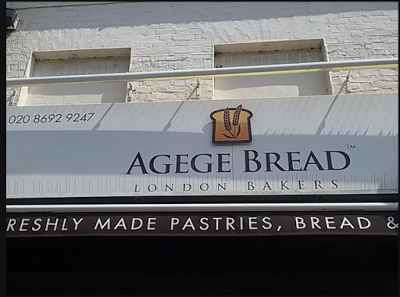 020 8692 9247
AGEGE BREAD™
LONDON BAKERS
RESHLY MADE PASTRIES, BREAD &